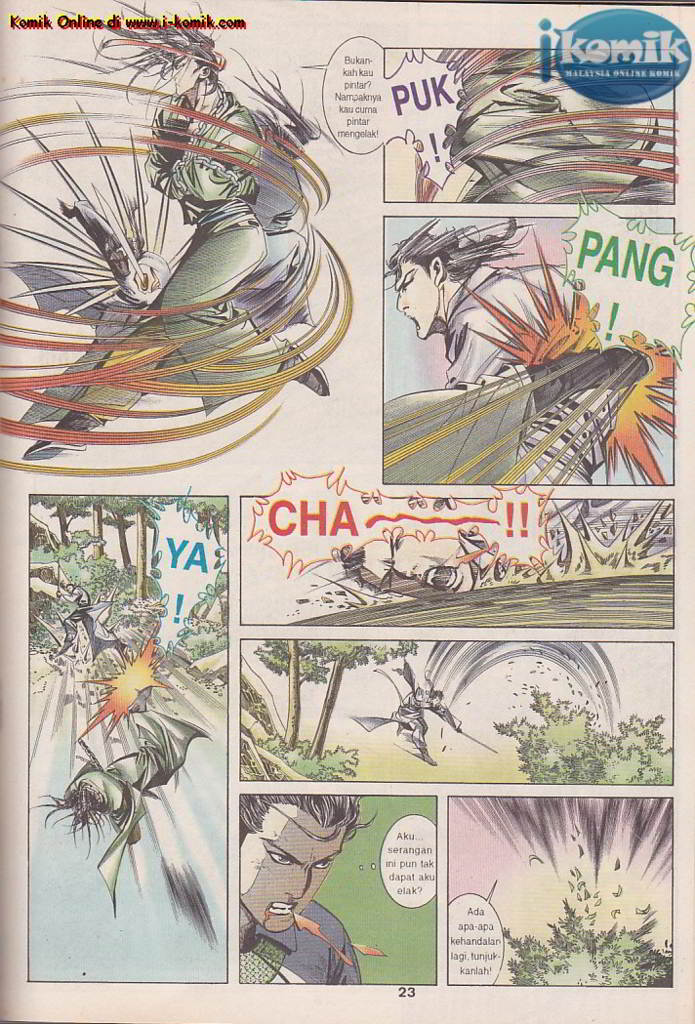 Komik Online di www.i-komik.com
ikomik
MALAYSIA ONLINE KOMIK
Bukan-
kah kau
pintar?
Nampaknya
kau cuma
pintar
mengelak!
PUK
!
PANG
!
CHA
!!
YA
!
Aku...
serangan
ini pun tak
dapat aku
elak?
Ada
apa-apa
kehandalan
lagi, tunjuk-
kanlah!
23